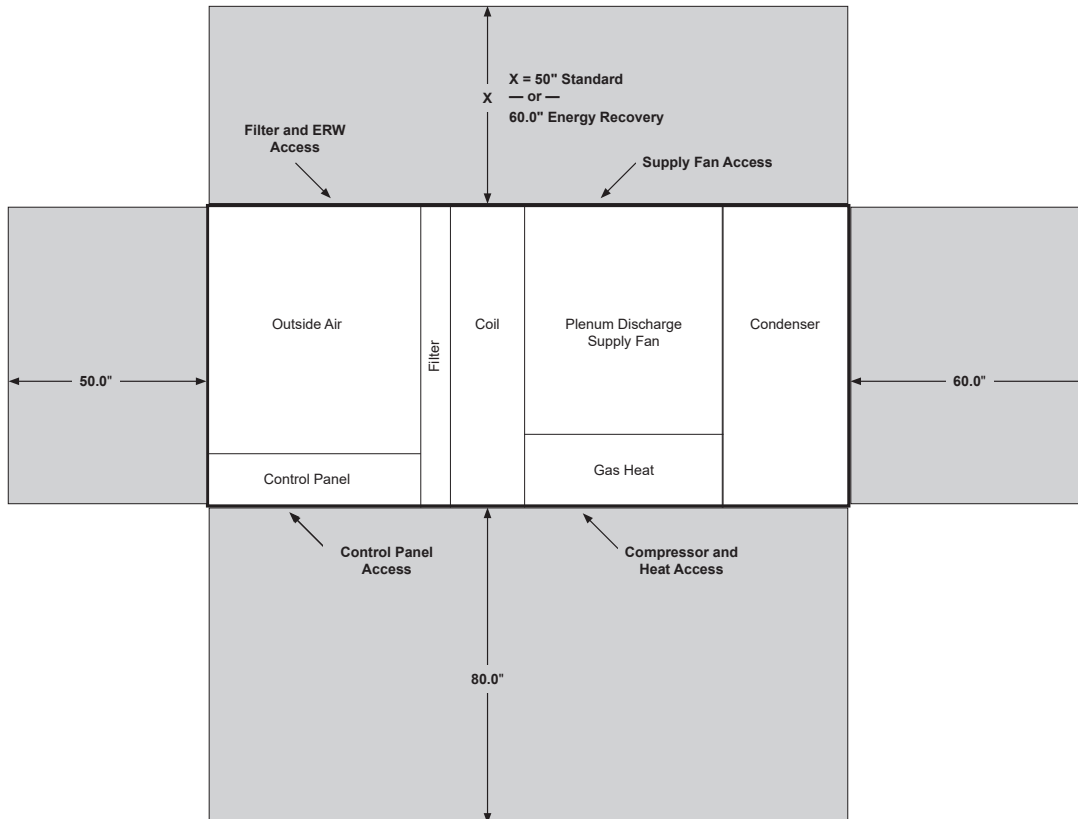 X = 50" Standard
X
— or —
60.0" Energy Recovery
Filter and ERW
Access
Supply Fan Access
Outside Air
Filter
Coil
Plenum Discharge
Supply Fan
Condenser
50.0"
60.0"
Control Panel
Gas Heat
Control Panel
Access
Compressor and
Heat Access
80.0"